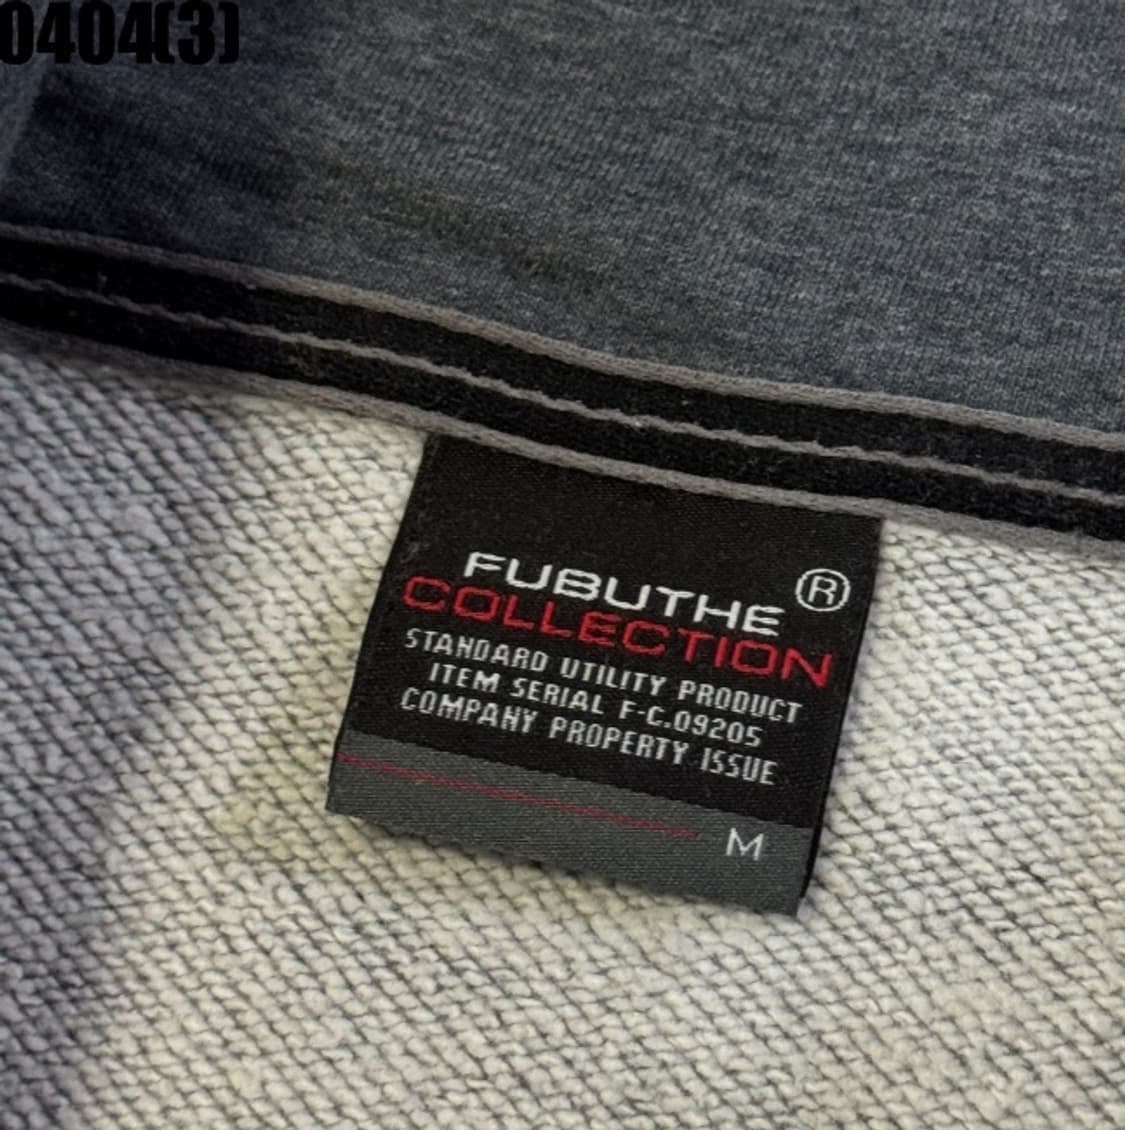 0404(3)
FUBUTHE ®
COLLECTION
STANDARD UTILITY PRODUCT
ITEM SERIAL F-C.09205
COMPANY PROPERTY ISSUE
M